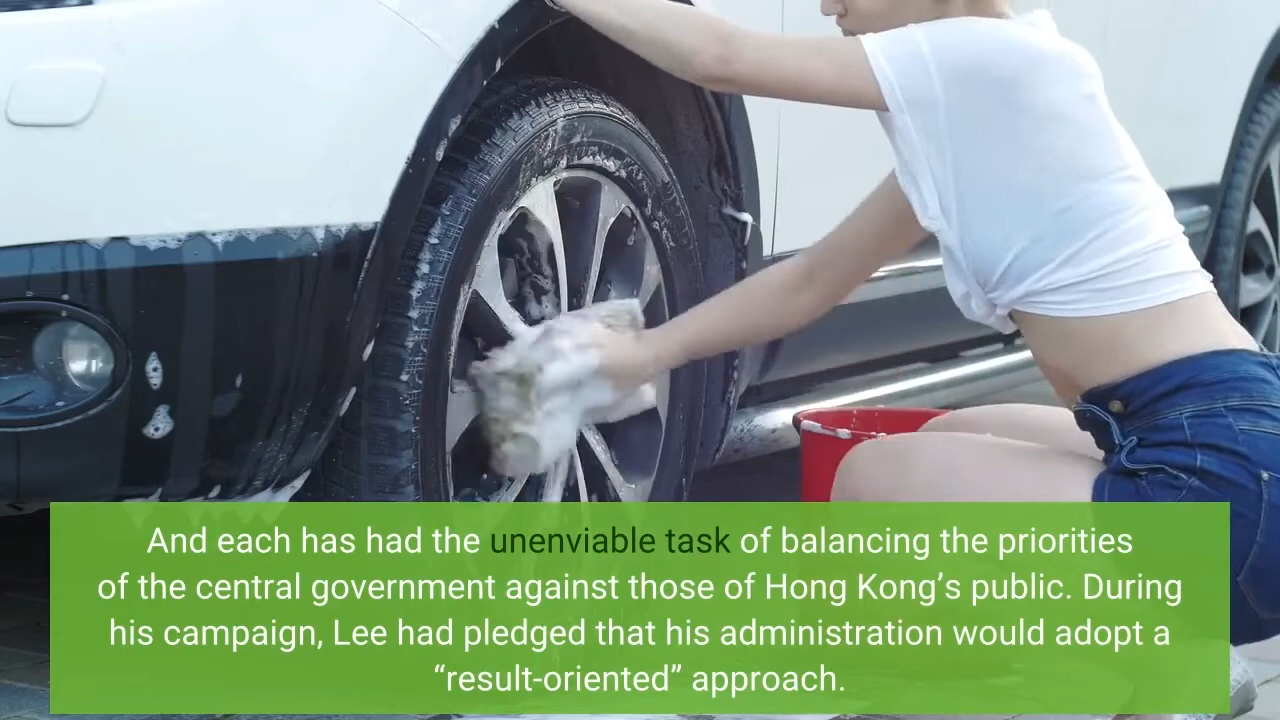 And each has had the unenviable task of balancing the priorities
of the central government against those of Hong Kong’s public. During
his campaign, Lee had pledged that his administration would adopt a
“result-oriented” approach.